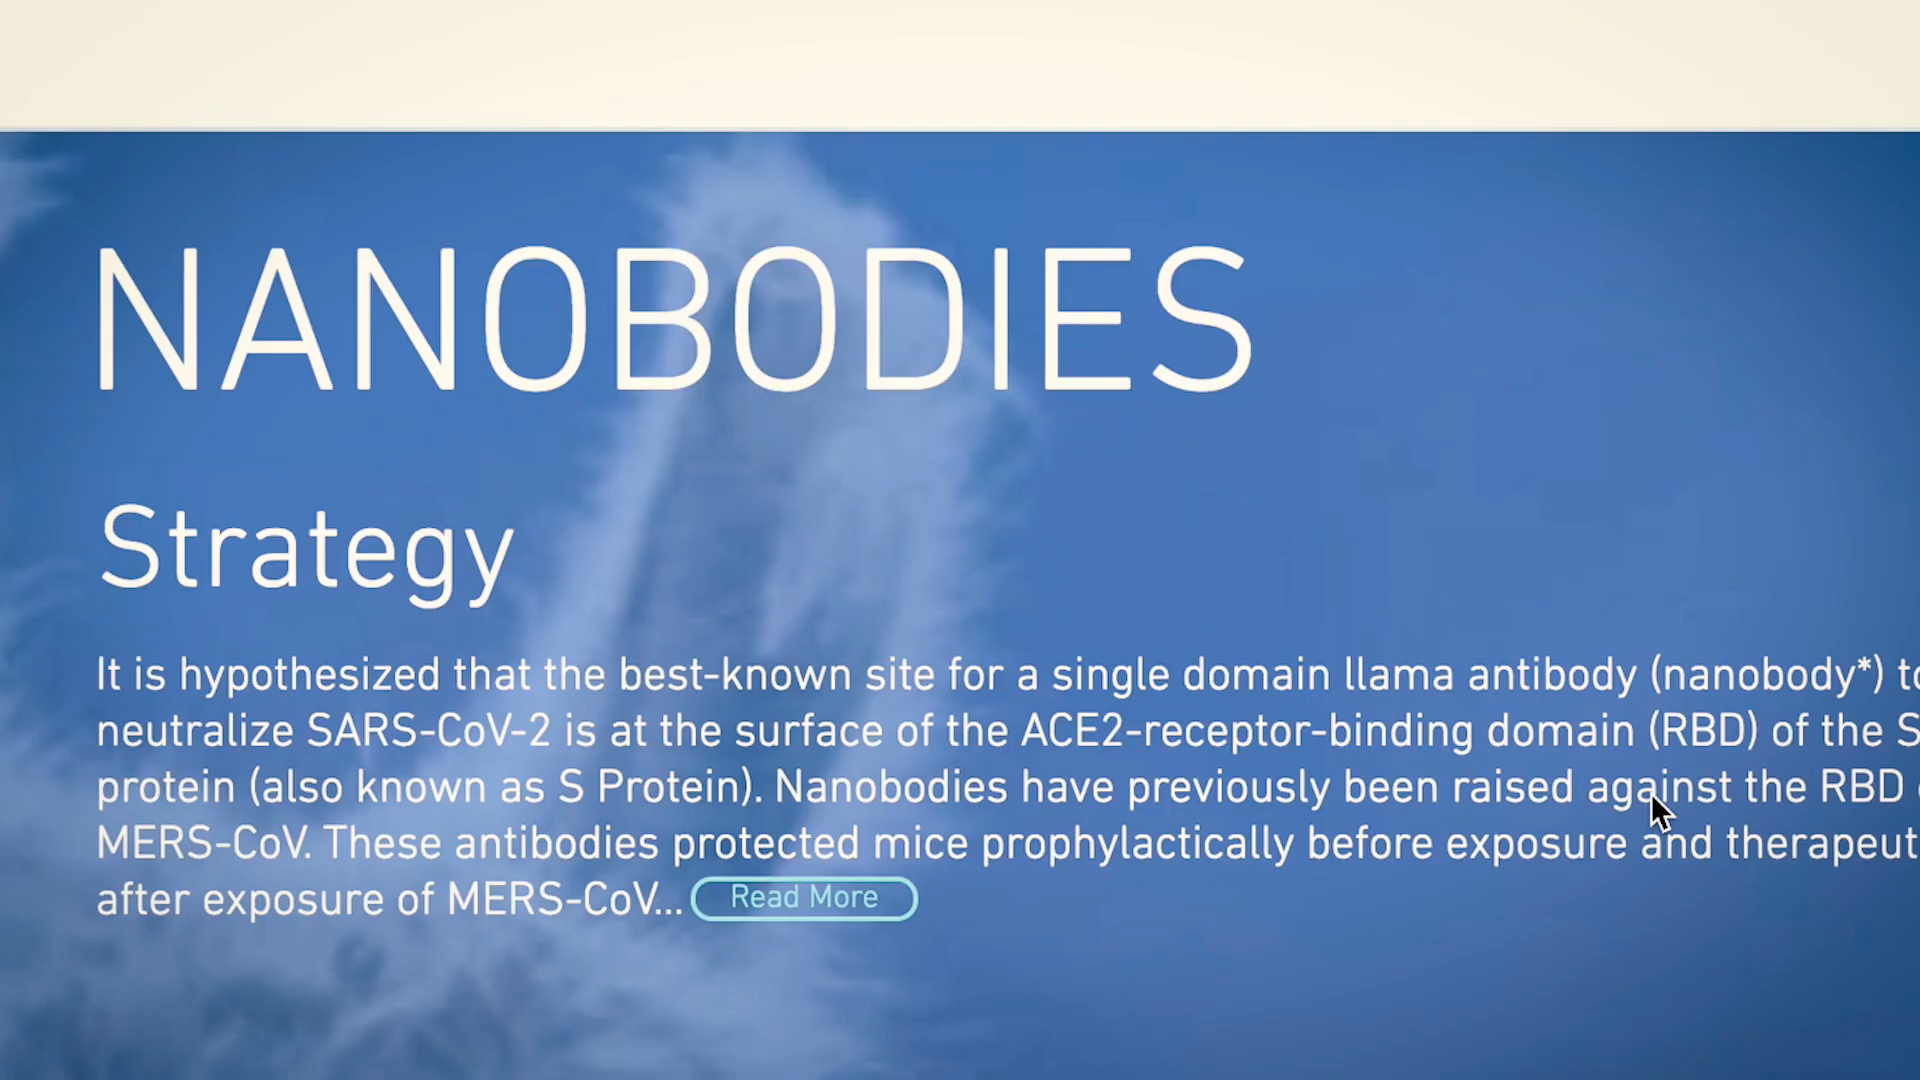 NANOBODIES
Strategy
It is hypothesized that the best-known site for a single domain llama antibody (nanobody*) to
neutralize SARS-CoV-2 is at the surface of the ACE2-receptor-binding domain (RBD) of the S
protein (also known as S Protein). Nanobodies have previously been raised against the RBD
MERS-CoV. These antibodies protected mice prophylactically before exposure and therapeut
after exposure of MERS-CoV... Read More